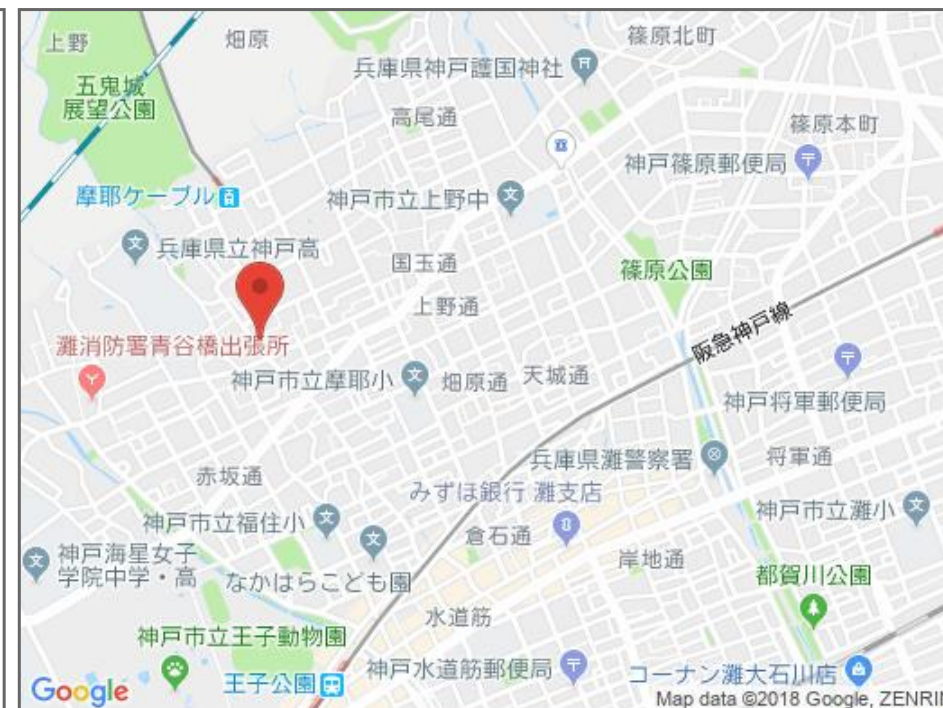 上野
畑原
篠原北町
兵庫県神戸護国神社
五鬼城
展望公園
高尾通
篠原本町
神戸篠原郵便局
摩耶ケーブル
神戸市立上野中
兵庫県立神戸高
国玉通
篠原公園
上野通
阪急神戸線
灘消防署青谷橋出張所
神戸市立摩耶小
畑原通
天城通
神戸将軍郵便局
兵庫県灘警察署
将軍通
赤坂通
みずほ銀行 灘支店
神戸市立灘小
神戸市立福住小
倉石通
神戸海星女子
学院中学・高
なかはらこども園
岸地通
都賀川公園
水道筋
神戸市立王子動物園
王子公園
神戸水道筋郵便局
コーナン灘大石川店
Google
Map data ©2018 Google, ZENRIN